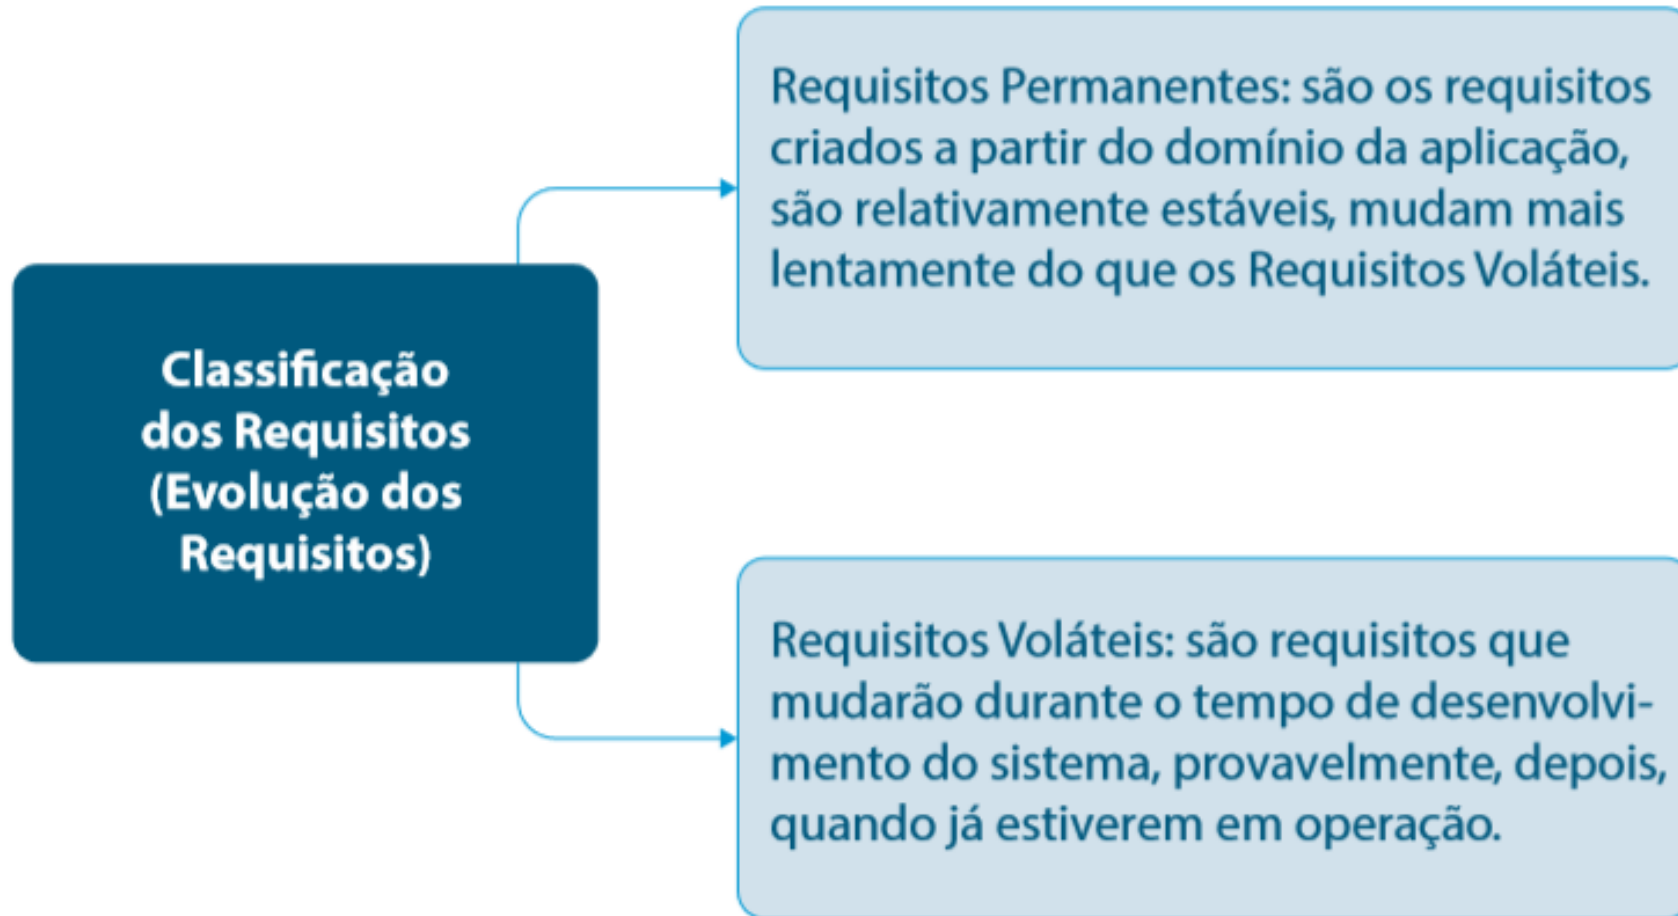 Classificação
dos Requisitos
(Evolução dos
Requisitos)
Requisitos Permanentes: são os requisitos
criados a partir do domínio da aplicação,
são relativamente estáveis, mudam mais
lentamente do que os Requisitos Voláteis.
Requisitos Voláteis: são requisitos que
mudarão durante o tempo de desenvolvi-
mento do sistema, provavelmente, depois,
quando já estiverem em operação.